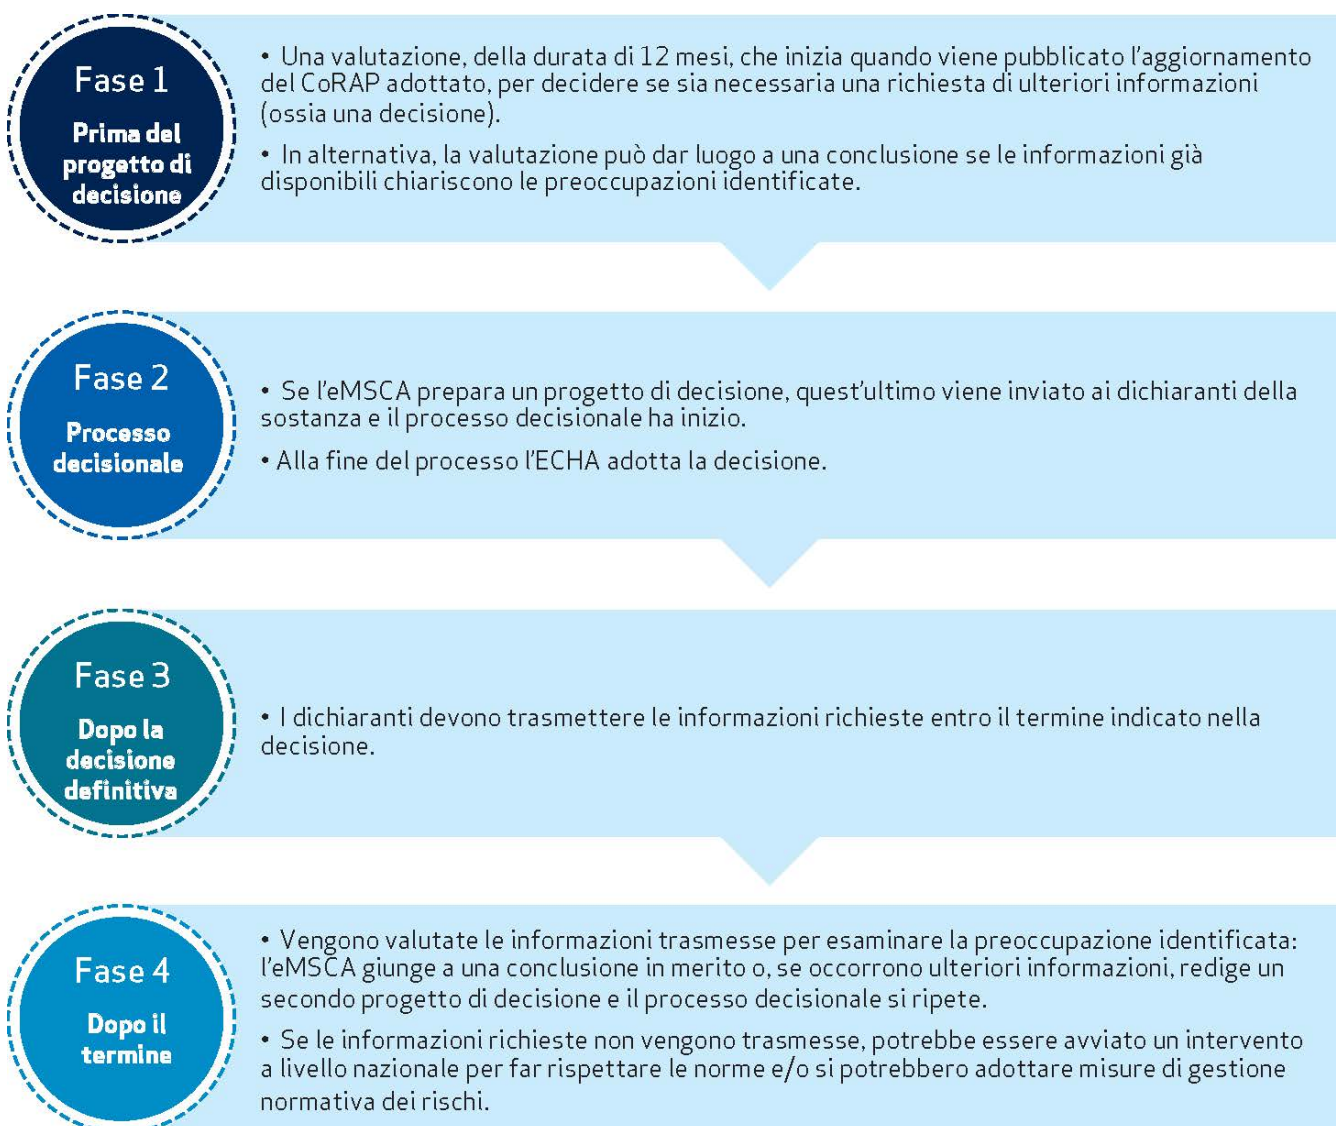 Fase 1
Prima del
progetto di
decisione
• Una valutazione, della durata di 12 mesi, che inizia quando viene pubblicato l'aggiornamento
del CoRAP adottato, per decidere se sia necessaria una richiesta di ulteriori informazioni
(ossia una decisione).
• In alternativa, la valutazione può dar luogo a una conclusione se le informazioni già
disponibili chiariscono le preoccupazioni identificate.
Fase 2
Processo
decisionale
• Se l'eMSCA prepara un progetto di decisione, quest'ultimo viene inviato ai dichiaranti della
sostanza e il processo decisionale ha inizio.
• Alla fine del processo l'ECHA adotta la decisione.
Fase 3
Dopo la
decisione
definitiva
• I dichiaranti devono trasmettere le informazioni richieste entro il termine indicato nella
decisione.
Fase 4
Dopo il
termine
• Vengono valutate le informazioni trasmesse per esaminare la preoccupazione identificata:
l'eMSCA giunge a una conclusione in merito o, se occorrono ulteriori informazioni, redige un
secondo progetto di decisione e il processo decisionale si ripete.
• Se le informazioni richieste non vengono trasmesse, potrebbe essere avviato un intervento
a livello nazionale per far rispettare le norme e/o si potrebbero adottare misure di gestione
normativa dei rischi.